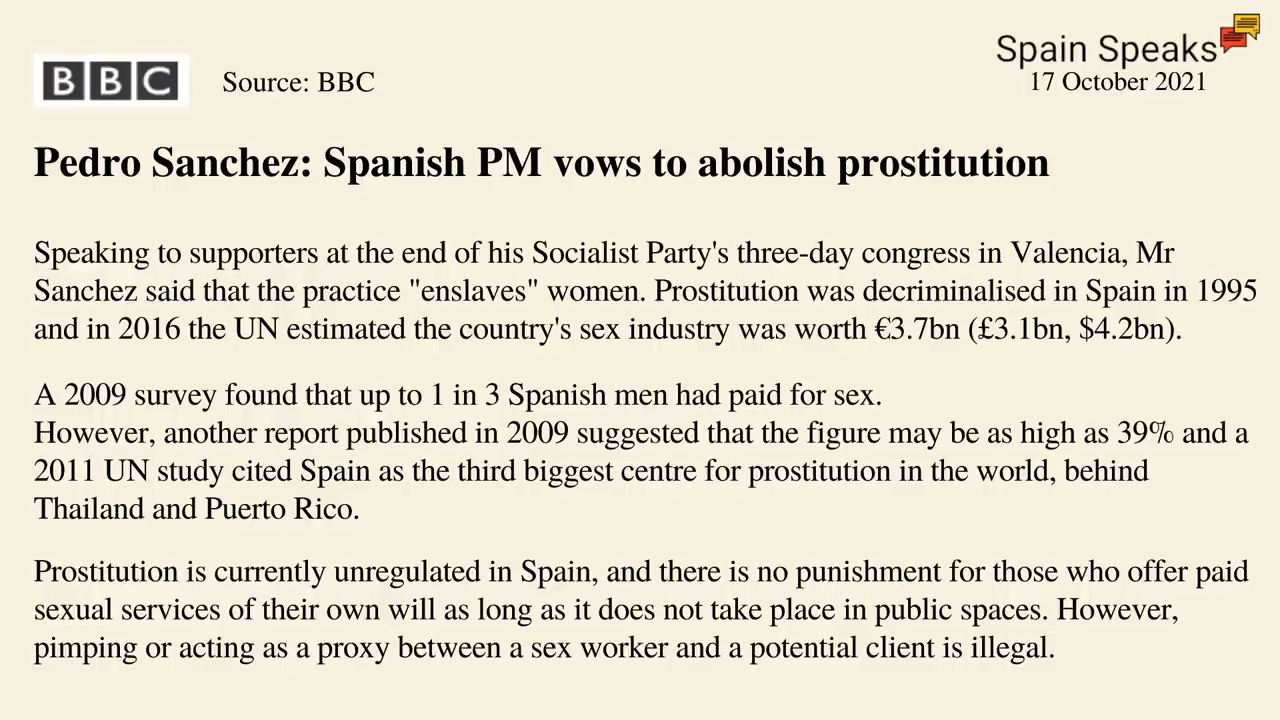 Spain Speaks
BBC
Source: BBC
17 October 2021
Pedro Sanchez: Spanish PM vows to abolish prostitution
Speaking to supporters at the end of his Socialist Party's three-day congress in Valencia, Mr
Sanchez said that the practice "enslaves" women. Prostitution was decriminalised in Spain in 1995
and in 2016 the UN estimated the country's sex industry was worth €3.7bn (£3.1bn, $4.2bn).
A 2009 survey found that up to 1 in 3 Spanish men had paid for sex.
However, another report published in 2009 suggested that the figure may be as high as 39% and a
2011 UN study cited Spain as the third biggest centre for prostitution in the world, behind
Thailand and Puerto Rico.
Prostitution is currently unregulated in Spain, and there is no punishment for those who offer paid
sexual services of their own will as long as it does not take place in public spaces. However,
pimping or acting as a proxy between a sex worker and a potential client is illegal.